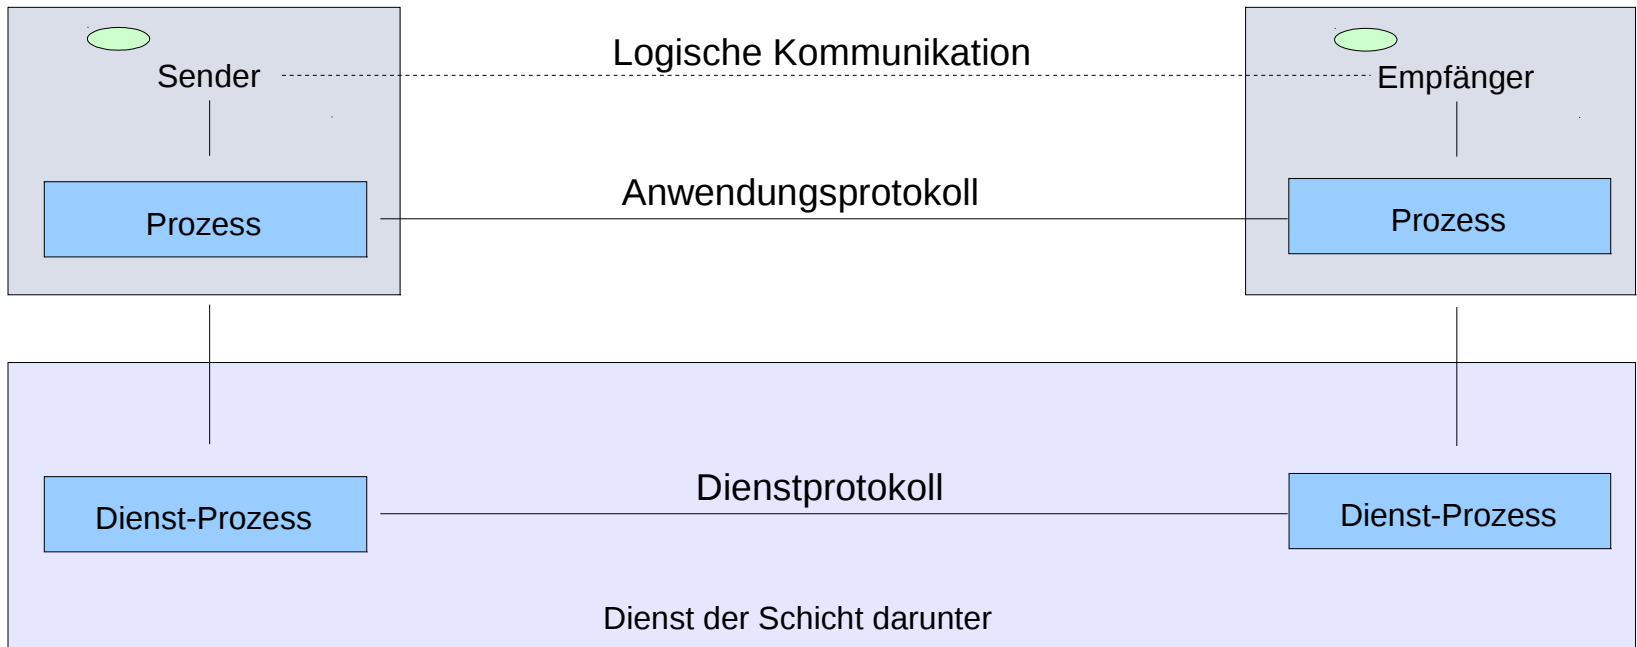 Logische Kommunikation
Sender
Empfänger
Anwendungsprotokoll
Prozess
Prozess
Dienstprotokoll
Dienst-Prozess
Dienst-Prozess
Dienst der Schicht darunter